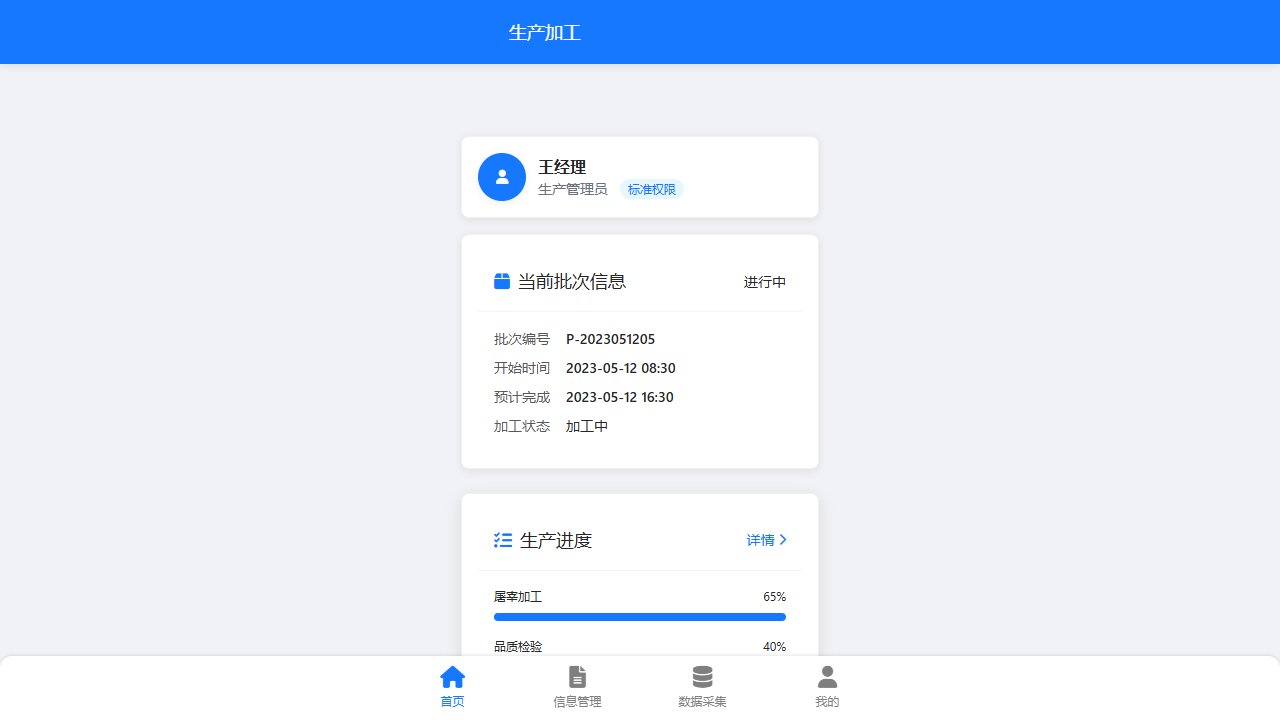 生产加工
王经理
生产管理员 标准权限
当前批次信息 进行中
批次编号 P-2023051205
开始时间 2023-05-12 08:30
预计完成 2023-05-12 16:30
加工状态 加工中
生产进度 详情
屠宰加工 65%
品质检验 40%
首页 信息管理 数据采集 我的